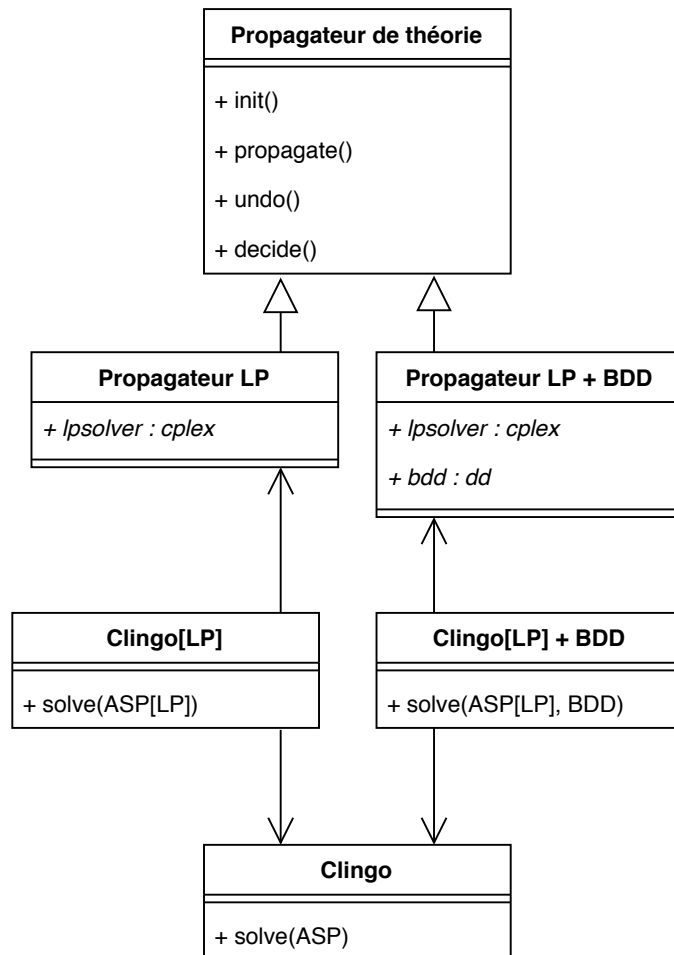 Propagateur de théorie
+ init()
+ propagate()
+ undo()
+ decide()
Propagateur LP
+ lpsolver : cplex
Propagateur LP + BDD
+ lpsolver : cplex
+ bdd : dd
Clingo[LP]
+ solve(ASP[LP])
Clingo[LP] + BDD
+ solve(ASP[LP], BDD)
Clingo
+ solve(ASP)